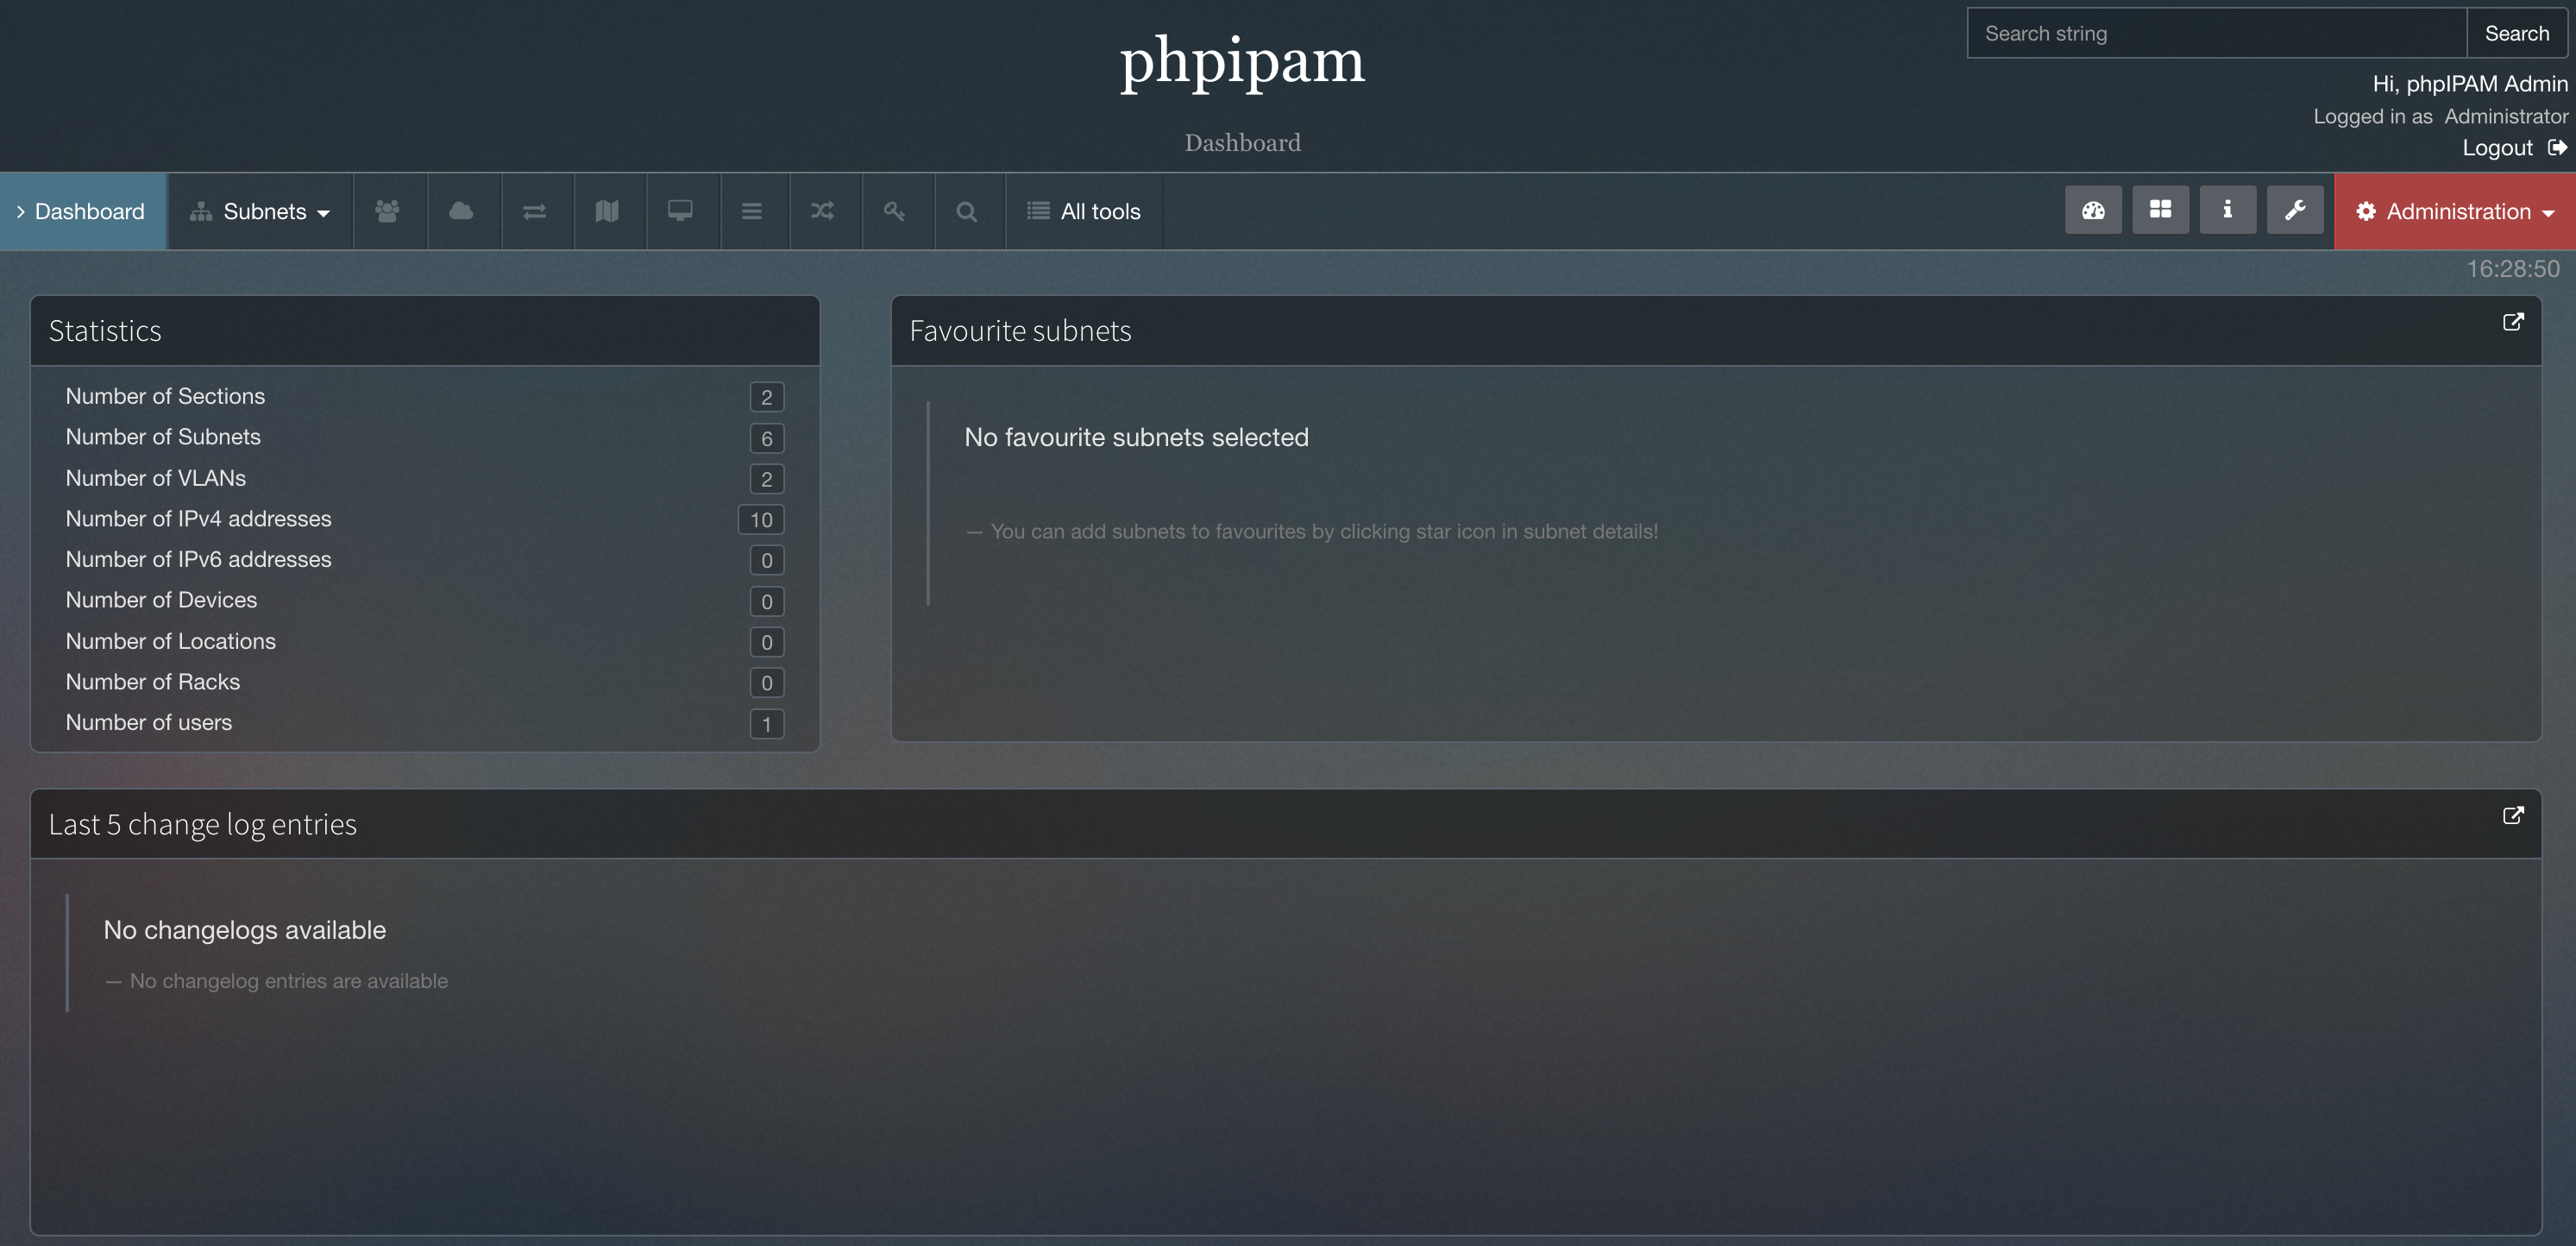 phpipam
Dashboard
Search string
Search
Hi, phpIPAM Admin
Logged in as Administrator
Logout
Dashboard
Subnets
All tools
Administration
16:28:50
Statistics
Number of Sections 2
Number of Subnets 6
Number of VLANs 2
Number of IPv4 addresses 10
Number of IPv6 addresses 0
Number of Devices 0
Number of Locations 0
Number of Racks 0
Number of users 1
Favourite subnets
No favourite subnets selected
— You can add subnets to favourites by clicking star icon in subnet details!
Last 5 change log entries
No changelogs available
— No changelog entries are available